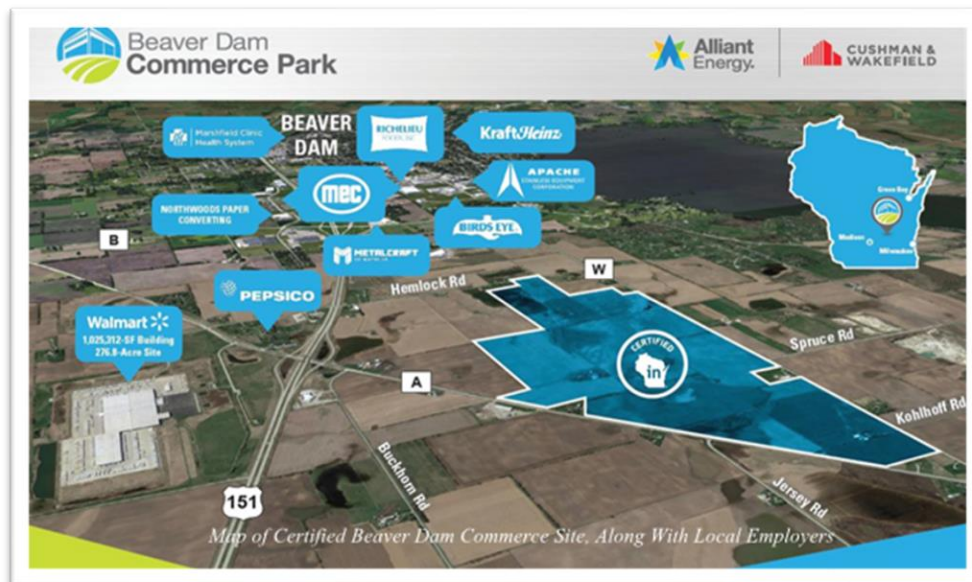 Beaver Dam
Commerce Park
Alliant
Energy.
CUSHMAN &
WAKEFIELD
Marshfield Clinic
Health System
BEAVER
DAM
RICHELIEU
FOODS, INC
KraftHeinz
APACHE
STAINLESS EQUIPMENT
CORPORATION
mec
NORTHWOODS PAPER
CONVERTING
BIRDS EYE
METALCRAFT
PEPSICO
Walmart
1,025,312-SF Building
276.8-Acre Site
Green Bay
Madison
Milwaukee
B
Hemlock Rd
W
Spruce Rd
CERTIFIED
in
A
Kohlhoff Rd
Buckhorn Rd
Jersey Rd
151
Map of Certified Beaver Dam Commerce Site, Along With Local Employers